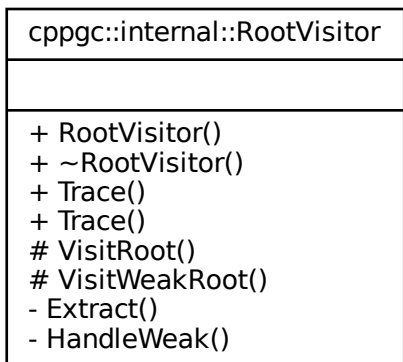 cppgc::internal::RootVisitor
+ RootVisitor()
+ ~RootVisitor()
+ Trace()
+ Trace()
# VisitRoot()
# VisitWeakRoot()
- Extract()
- HandleWeak()